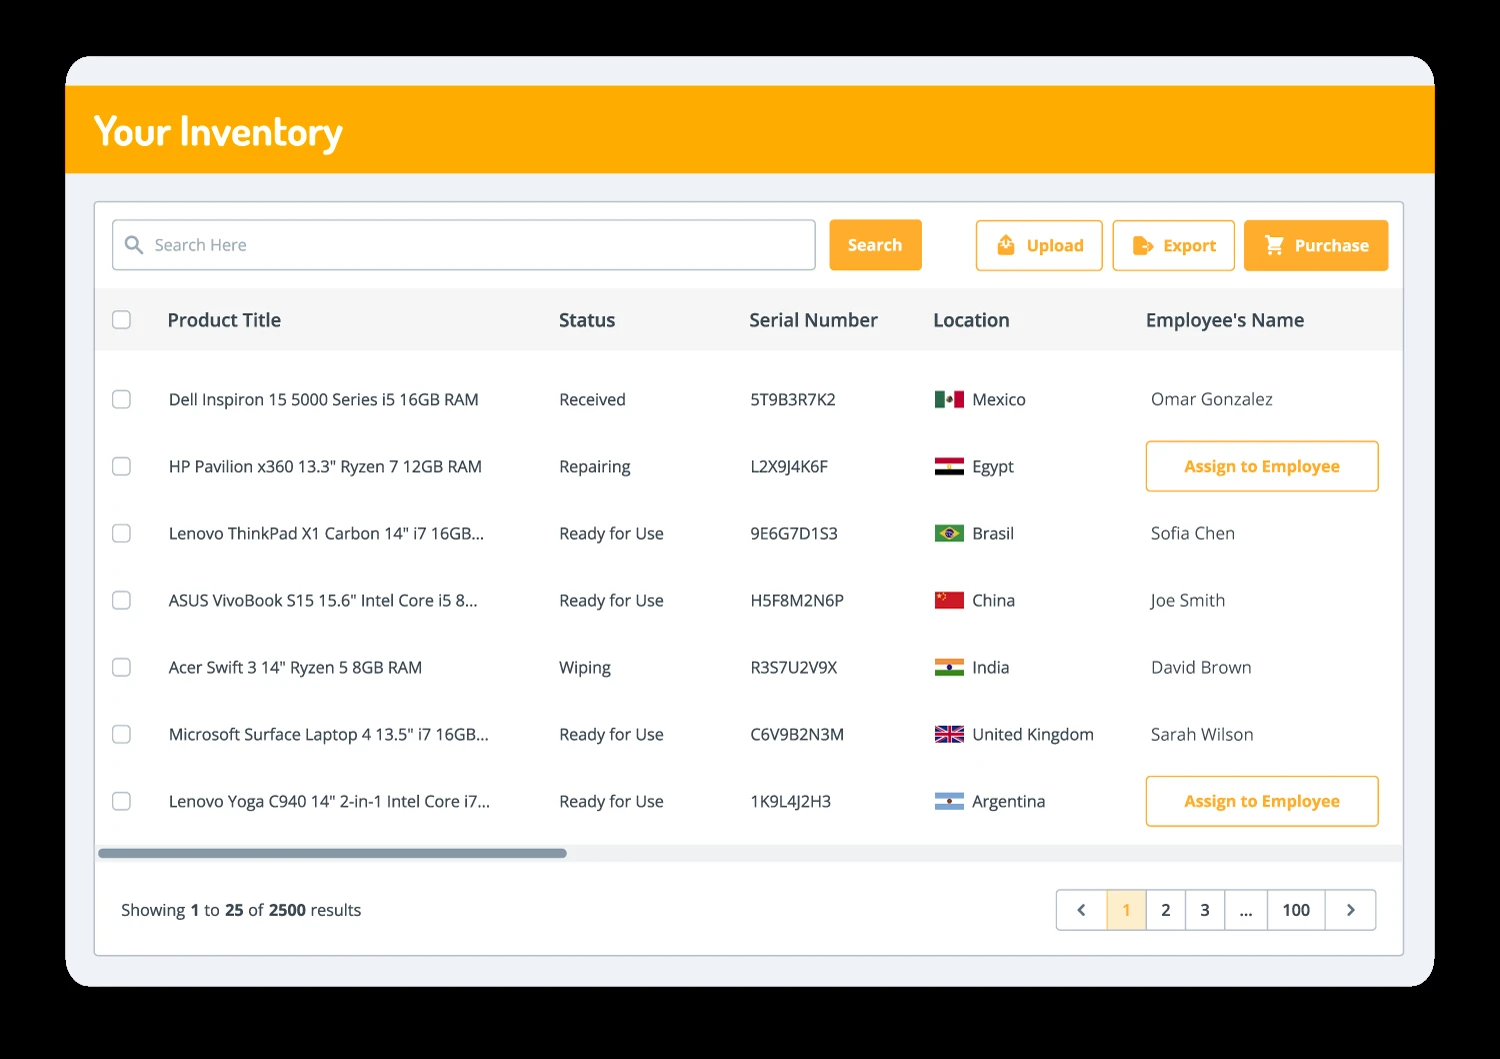 Your Inventory
Search Here Search Upload Export Purchase
Product Title Status Serial Number Location Employee's Name
Dell Inspiron 15 5000 Series i5 16GB RAM Received 5T9B3R7K2 Mexico Omar Gonzalez
HP Pavilion x360 13.3" Ryzen 7 12GB RAM Repairing L2X9J4K6F Egypt Assign to Employee
Lenovo ThinkPad X1 Carbon 14" i7 16GB... Ready for Use 9E6G7D1S3 Brasil Sofia Chen
ASUS VivoBook S15 15.6" Intel Core i5 8... Ready for Use H5F8M2N6P China Joe Smith
Acer Swift 3 14" Ryzen 5 8GB RAM Wiping R3S7U2V9X India David Brown
Microsoft Surface Laptop 4 13.5" i7 16GB... Ready for Use C6V9B2N3M United Kingdom Sarah Wilson
Lenovo Yoga C940 14" 2-in-1 Intel Core i7... Ready for Use 1K9L4J2H3 Argentina Assign to Employee
Showing 1 to 25 of 2500 results 1 2 3 ... 100